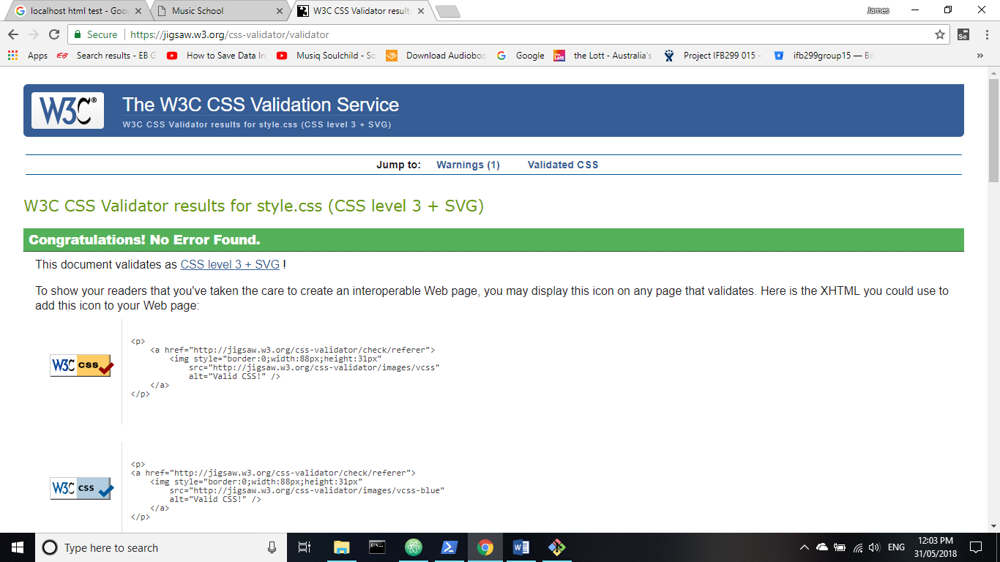 localhost html test - Goo
Music School
W3C CSS Validator results
James
Secure
https://jigsaw.w3.org/css-validator/validator
Se
Apps
Search results - EB G
How to Save Data In
Musiq Soulchild - So
Download Audioboo
Google
the Lott - Australia's
Project IFB299 015 -
ifb299group15 — Bi
W3C®
The W3C CSS Validation Service
W3C CSS Validator results for style.css (CSS level 3 + SVG)
Jump to: Warnings (1) Validated CSS
W3C CSS Validator results for style.css (CSS level 3 + SVG)
Congratulations! No Error Found.
This document validates as CSS level 3 + SVG !
To show your readers that you've taken the care to create an interoperable Web page, you may display this icon on any page that validates. Here is the XHTML you could use to
add this icon to your Web page:
W3C css
<p>
<a href="http://jigsaw.w3.org/css-validator/check/referer">
<img style="border:0;width:88px;height:31px"
src="http://jigsaw.w3.org/css-validator/images/vcss"
alt="Valid CSS!" />
</a>
</p>
W3C css
<p>
<a href="http://jigsaw.w3.org/css-validator/check/referer">
<img style="border:0;width:88px;height:31px"
src="http://jigsaw.w3.org/css-validator/images/vcss-blue"
alt="Valid CSS!" />
</a>
</p>
Type here to search
ENG
12:03 PM
31/05/2018